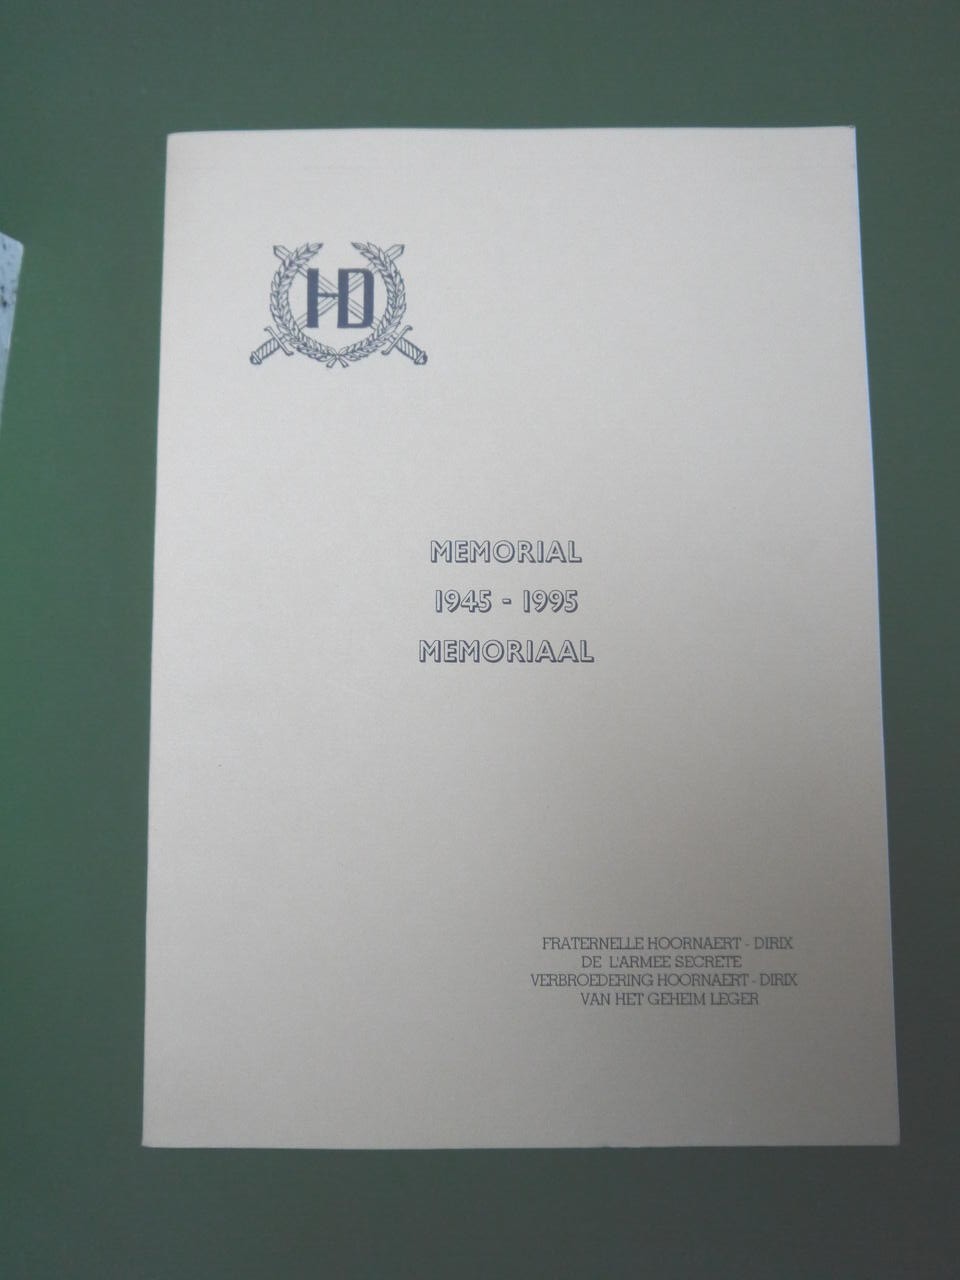 HD
MEMORIAL
1945 - 1995
MEMORIAAL
FRATERNELLE HOORNAERT - DIRIX
DE L'ARMEE SECRETE
VERBROEDERING HOORNAERT - DIRIX
VAN HET GEHEIM LEGER